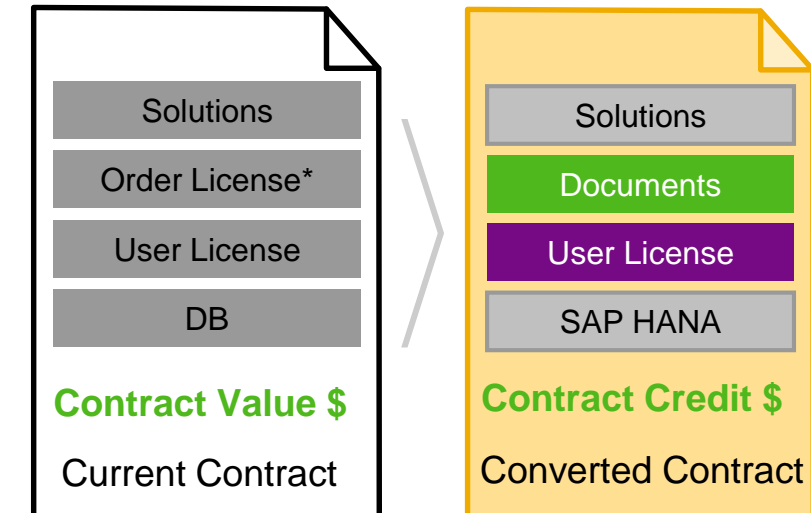 Solutions
Order License*
User License
DB
Contract Value $
Current Contract
Solutions
Documents
User License
SAP HANA
Contract Credit $
Converted Contract